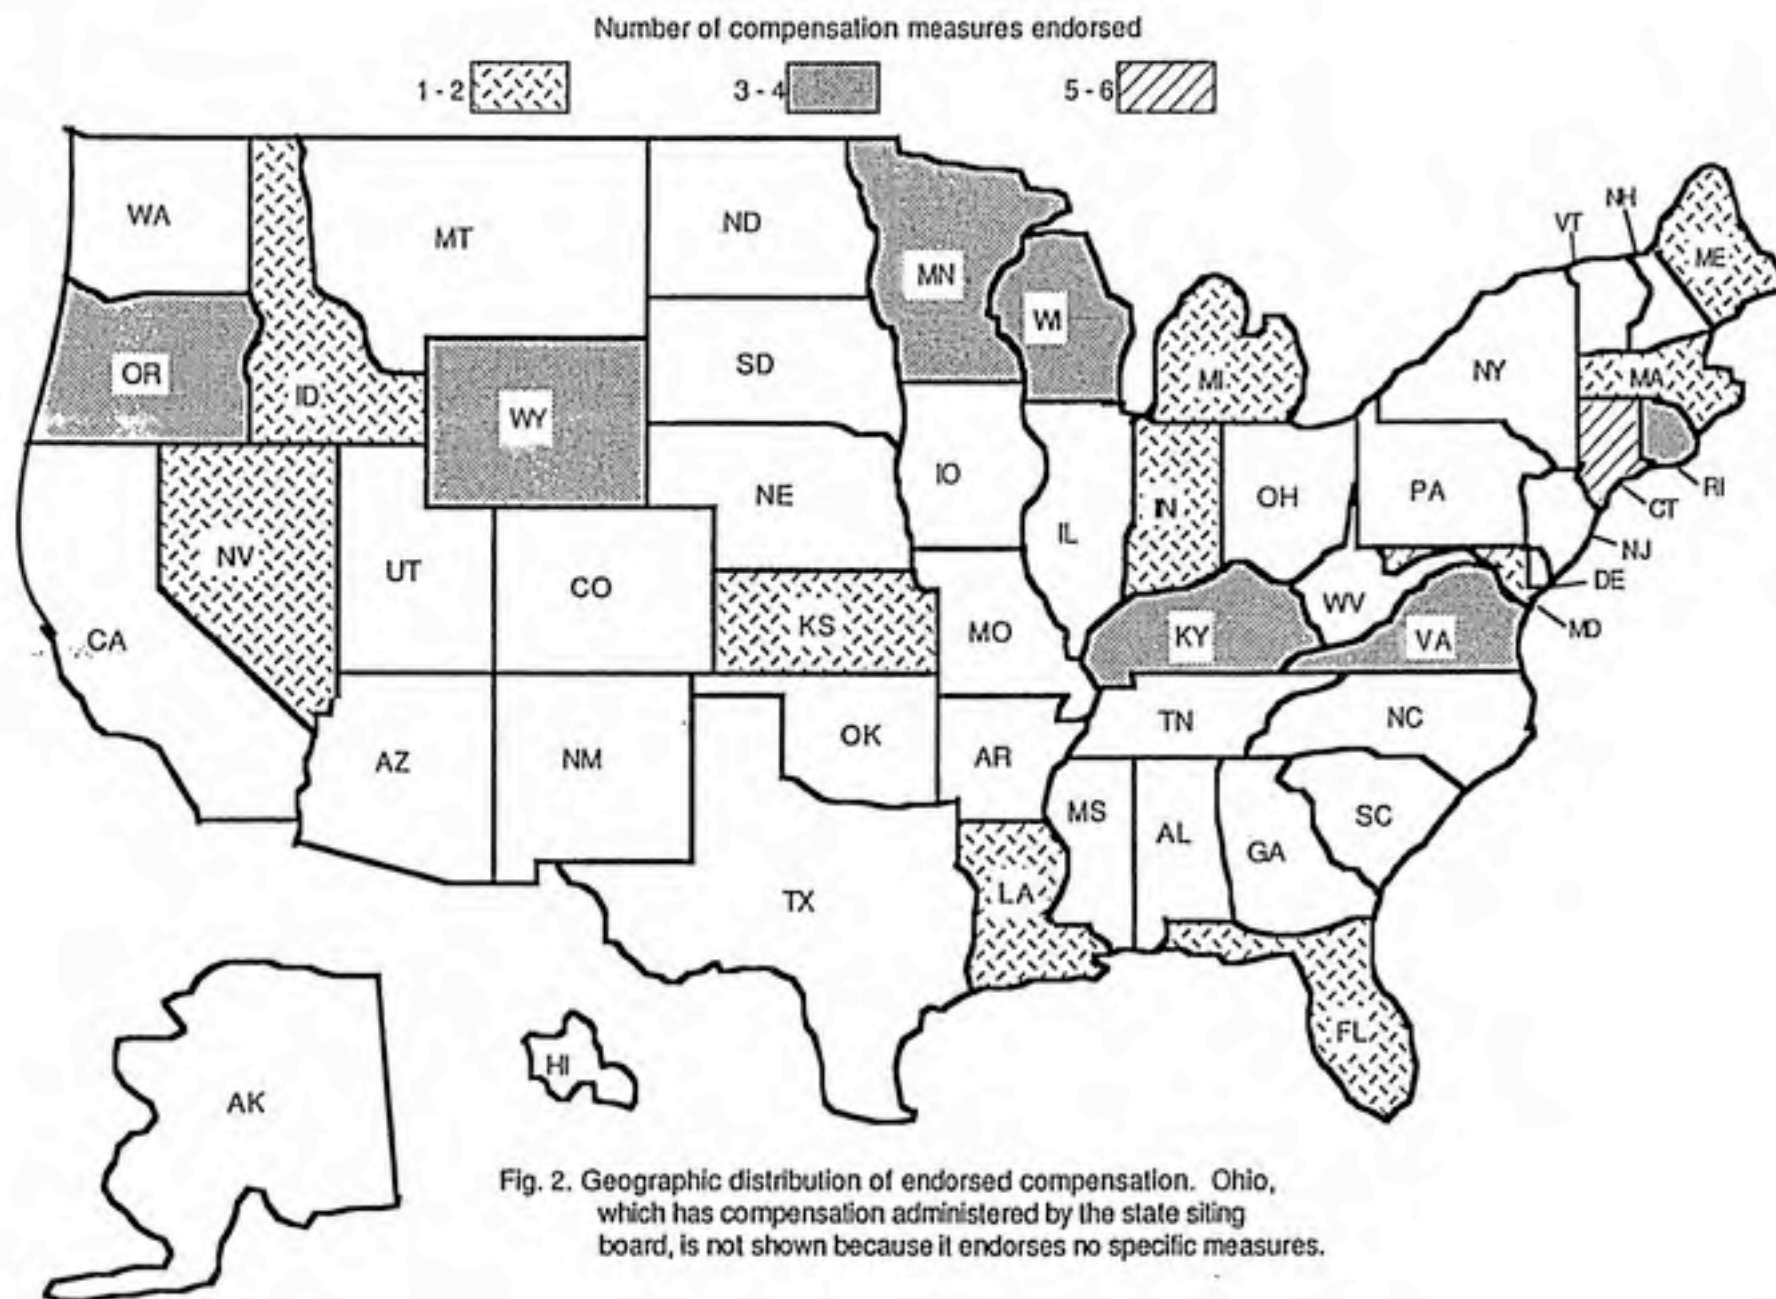 Number of compensation measures endorsed
1 - 2 3 - 4 5 - 6
WA
MT
ND
MN
VT
NH
ME
OR
ID
WY
SD
WI
MI
NY
MA
CA
NV
UT
CO
NE
IO
IL
IN
OH
PA
RI
CT
NJ
DE
MD
KS
MO
KY
WV
VA
AZ
NM
OK
AR
TN
NC
TX
LA
MS
AL
GA
SC
FL
AK
HI
Fig. 2. Geographic distribution of endorsed compensation. Ohio,
which has compensation administered by the state siting
board, is not shown because it endorses no specific measures.